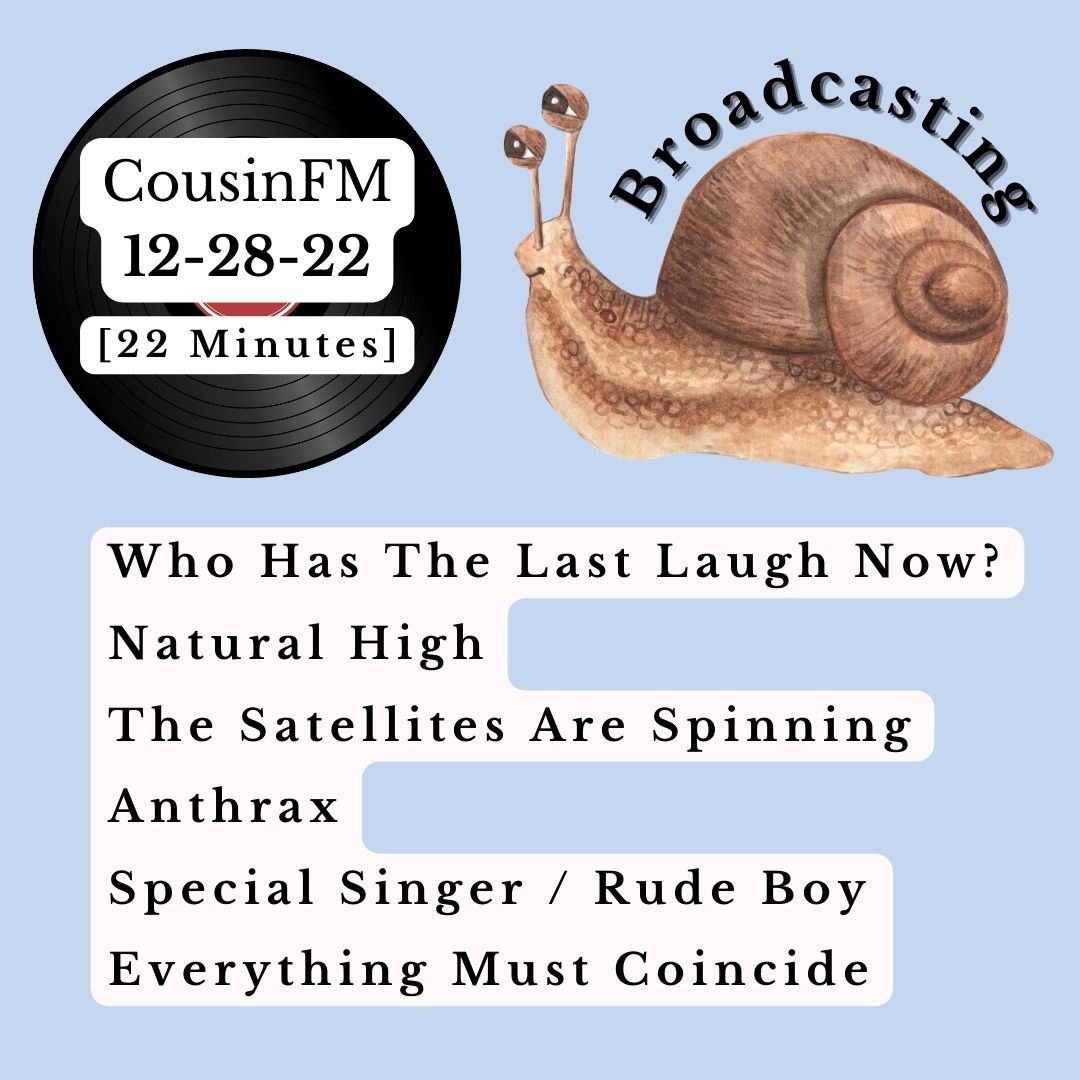 CousinFM
12-28-22
[22 Minutes]
Broadcasting
Who Has The Last Laugh Now?
Natural High
The Satellites Are Spinning
Anthrax
Special Singer / Rude Boy
Everything Must Coincide